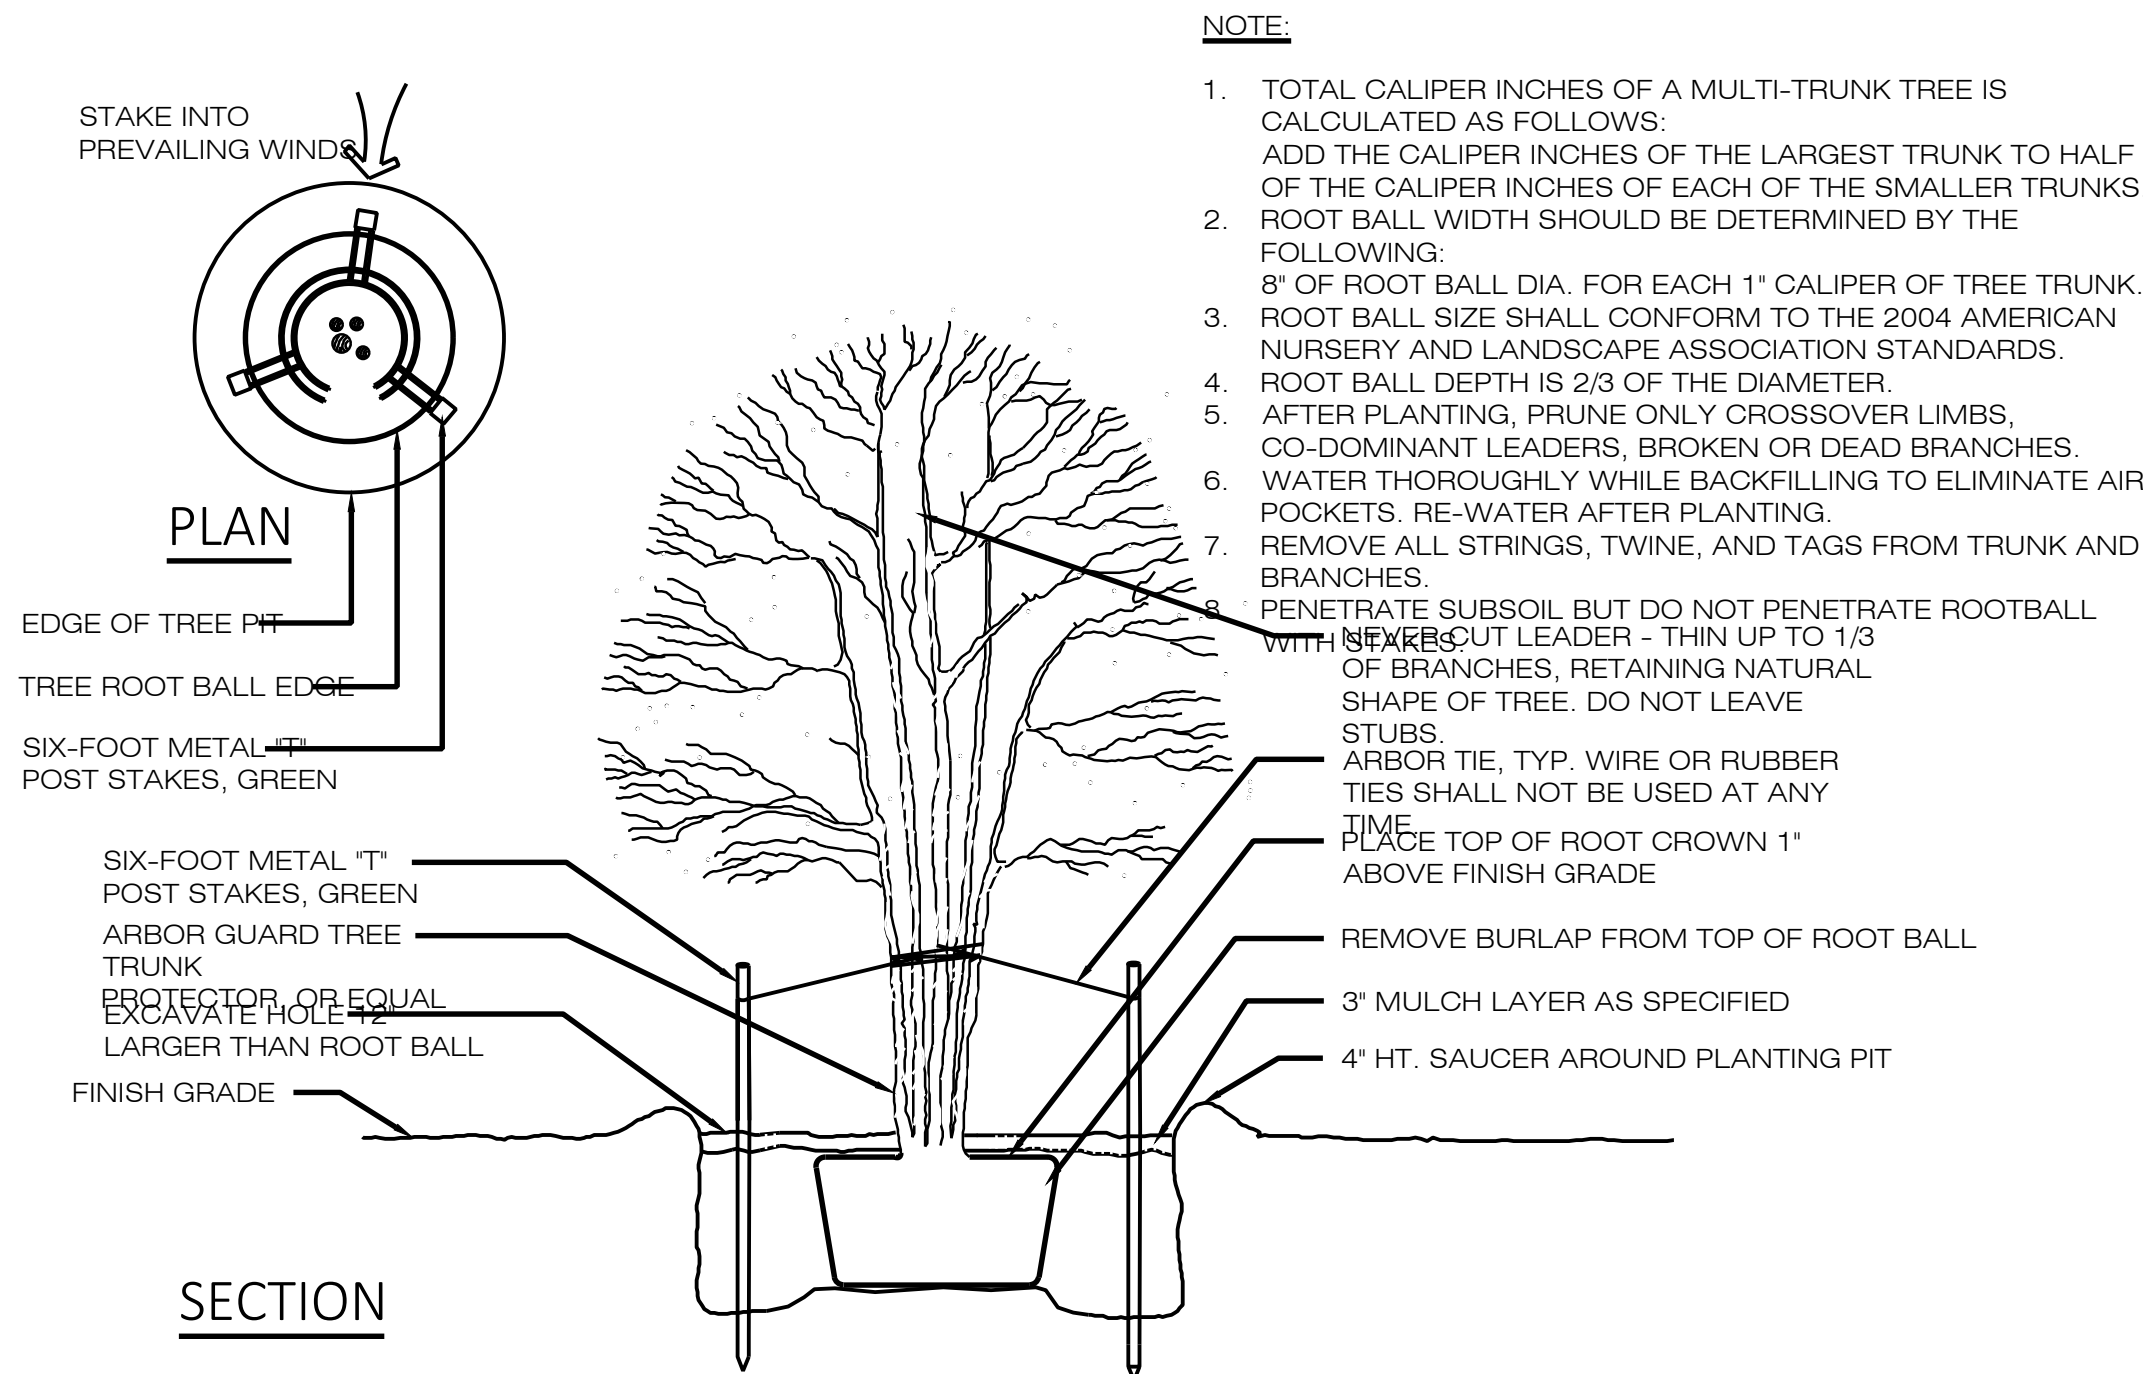 NOTE:
1. TOTAL CALIPER INCHES OF A MULTI-TRUNK TREE IS
CALCULATED AS FOLLOWS:
ADD THE CALIPER INCHES OF THE LARGEST TRUNK TO HALF
OF THE CALIPER INCHES OF EACH OF THE SMALLER TRUNKS
2. ROOT BALL WIDTH SHOULD BE DETERMINED BY THE
FOLLOWING:
8" OF ROOT BALL DIA. FOR EACH 1" CALIPER OF TREE TRUNK.
3. ROOT BALL SIZE SHALL CONFORM TO THE 2004 AMERICAN
NURSERY AND LANDSCAPE ASSOCIATION STANDARDS.
4. ROOT BALL DEPTH IS 2/3 OF THE DIAMETER.
5. AFTER PLANTING, PRUNE ONLY CROSSOVER LIMBS,
CO-DOMINANT LEADERS, BROKEN OR DEAD BRANCHES.
6. WATER THOROUGHLY WHILE BACKFILLING TO ELIMINATE AIR
POCKETS. RE-WATER AFTER PLANTING.
7. REMOVE ALL STRINGS, TWINE, AND TAGS FROM TRUNK AND
BRANCHES.
8. PENETRATE SUBSOIL BUT DO NOT PENETRATE ROOTBALL
WITH STAKES.
STAKE INTO
PREVAILING WINDS
PLAN
EDGE OF TREE PIT
TREE ROOT BALL EDGE
SIX-FOOT METAL "T"
POST STAKES, GREEN
SIX-FOOT METAL "T"
POST STAKES, GREEN
ARBOR GUARD TREE
TRUNK
PROTECTOR, OR EQUAL
EXCAVATE HOLE 12"
LARGER THAN ROOT BALL
FINISH GRADE
NEVER CUT LEADER - THIN UP TO 1/3
OF BRANCHES, RETAINING NATURAL
SHAPE OF TREE. DO NOT LEAVE
STUBS.
ARBOR TIE, TYP. WIRE OR RUBBER
TIES SHALL NOT BE USED AT ANY
TIME.
PLACE TOP OF ROOT CROWN 1"
ABOVE FINISH GRADE
REMOVE BURLAP FROM TOP OF ROOT BALL
3" MULCH LAYER AS SPECIFIED
4" HT. SAUCER AROUND PLANTING PIT
SECTION